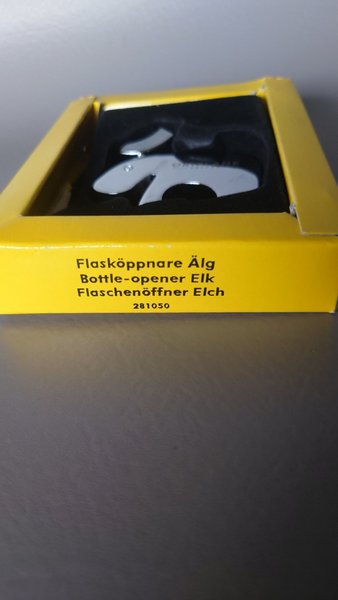 Flasköppnare Älg
Bottle-opener Elk
Flaschenöffner Elch
281050